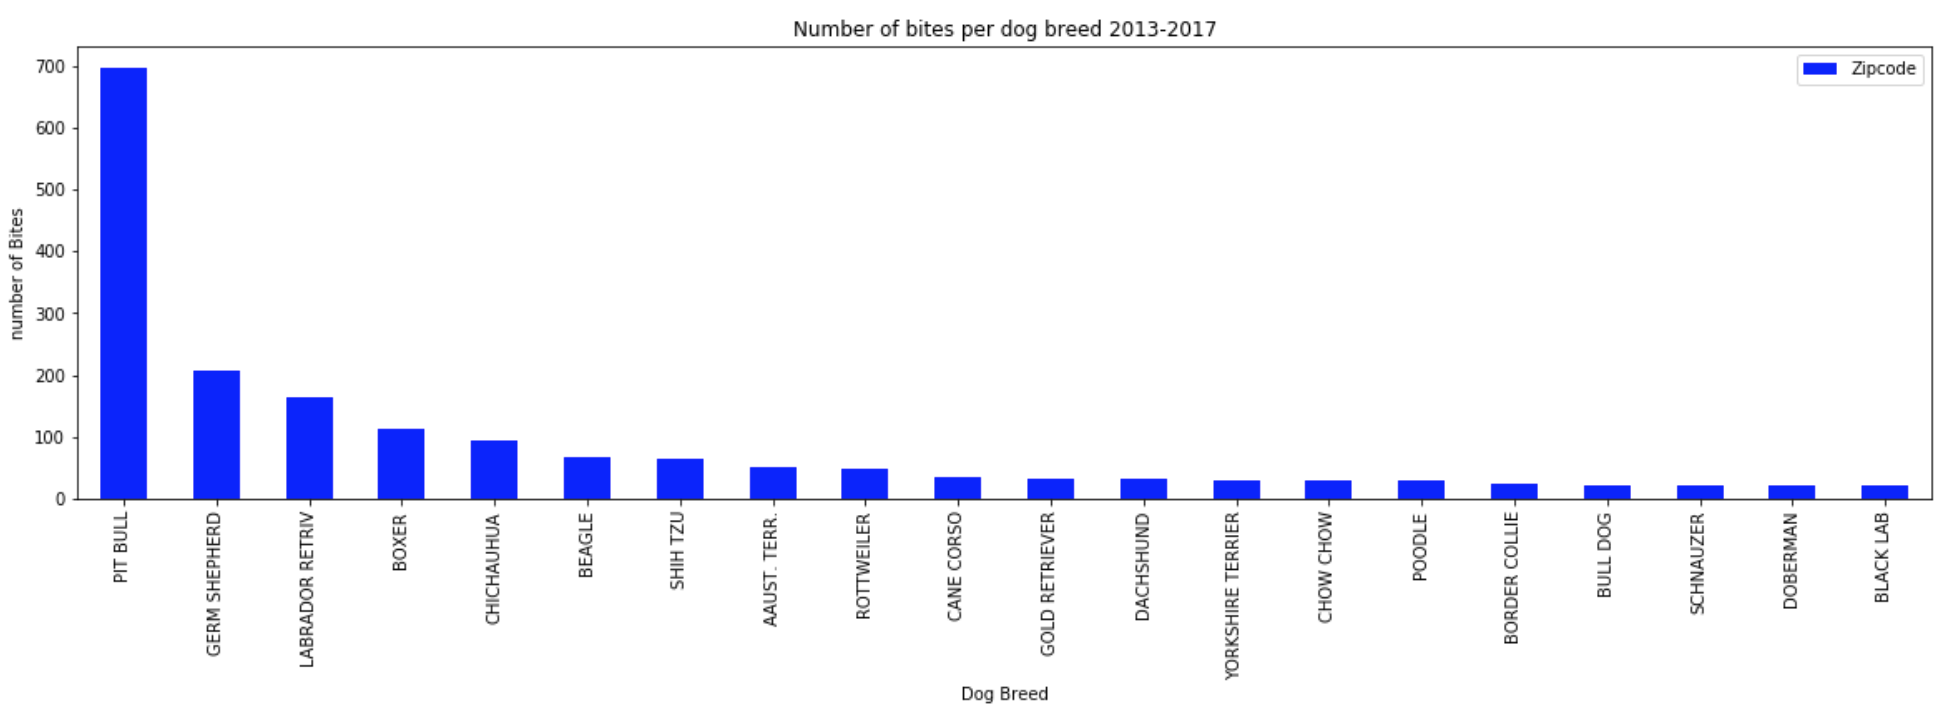 Number of bites per dog breed 2013-2017
Zipcode
number of Bites
700
600
500
400
300
200
100
0
PIT BULL
GERM SHEPHERD
LABRADOR RETRIV
BOXER
CHICHAUHUA
BEAGLE
SHIH TZU
AAUST. TERR.
ROTTWEILER
CANE CORSO
GOLD RETRIEVER
DACHSHUND
YORKSHIRE TERRIER
CHOW CHOW
POODLE
BORDER COLLIE
BULL DOG
SCHNAUZER
DOBERMAN
BLACK LAB
Dog Breed